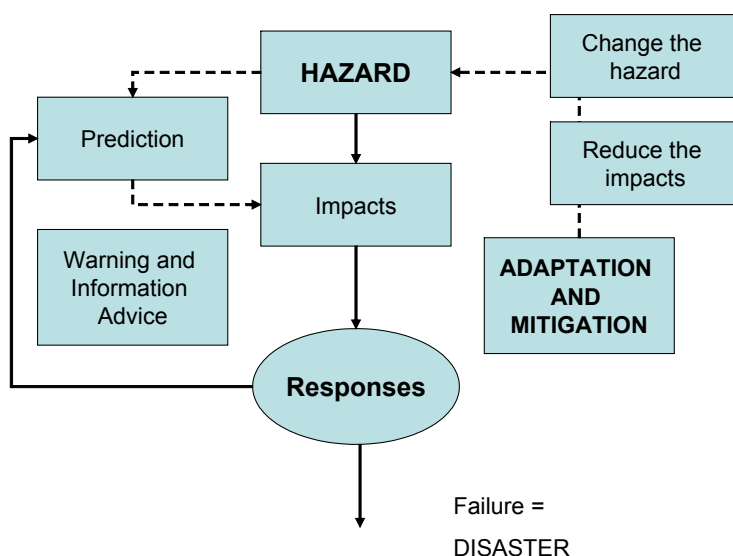 HAZARD
Change the
hazard
Prediction
Reduce the
impacts
Impacts
Warning and
Information
Advice
ADAPTATION
AND
MITIGATION
Responses
Failure =
DISASTER